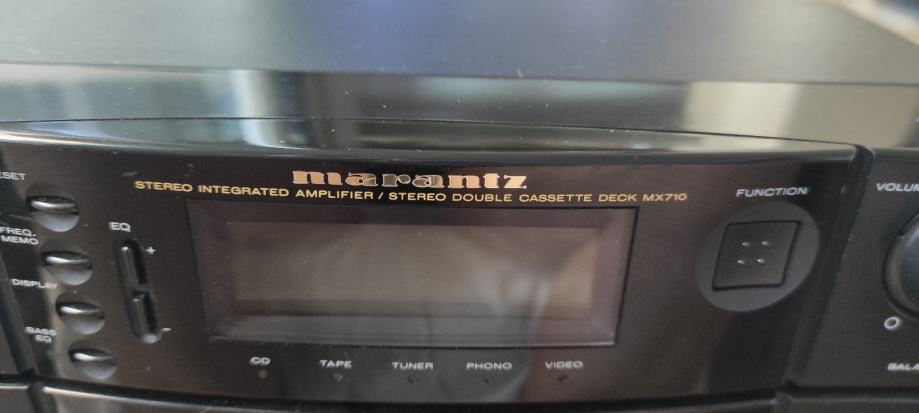 marantz
STEREO INTEGRATED AMPLIFIER / STEREO DOUBLE CASSETTE DECK MX710
ESET
FREQ.
MEMO
DISPLAY
BASS
EQ
EQ
+
-
FUNCTION
VOLUM
O
BALA
CD TAPE TUNER PHONO VIDEO